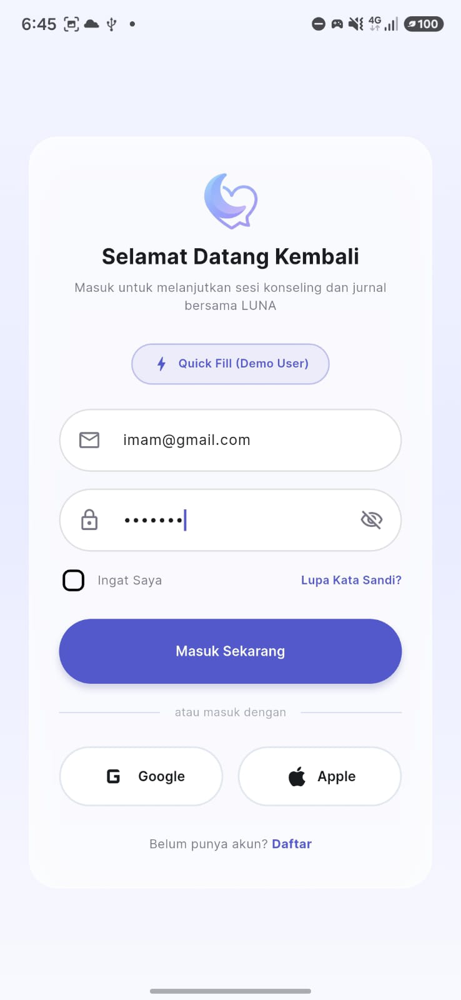 6:45
4G
100
Selamat Datang Kembali
Masuk untuk melanjutkan sesi konseling dan jurnal
bersama LUNA
Quick Fill (Demo User)
imam@gmail.com
•••••••
Ingat Saya
Lupa Kata Sandi?
Masuk Sekarang
atau masuk dengan
G Google
Apple
Belum punya akun? Daftar